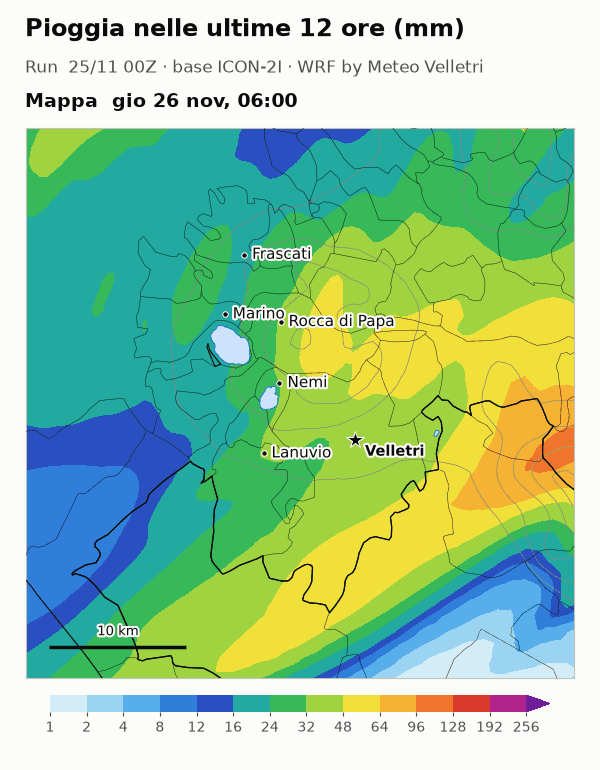 Pioggia nelle ultime 12 ore (mm)
Run  25/11 00Z · base ICON-2I · WRF by Meteo Velletri
Mappa  gio 26 nov, 06:00
Frascati
Marino
Rocca di Papa
Nemi
Velletri
Lanuvio
10 km
1 2 4 8 12 16 24 32 48 64 96 128 192 256